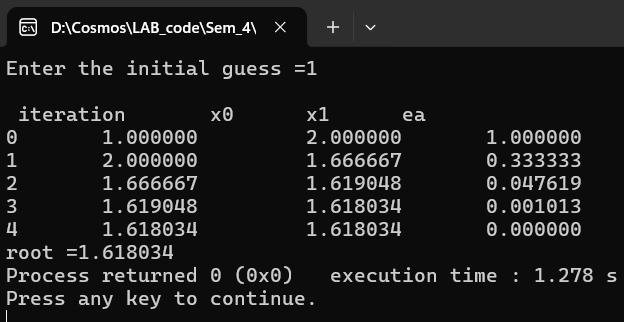 D:\Cosmos\LAB_code\Sem_4\
Enter the initial guess =1
iteration x0 x1 ea
0 1.000000 2.000000 1.000000
1 2.000000 1.666667 0.333333
2 1.666667 1.619048 0.047619
3 1.619048 1.618034 0.001013
4 1.618034 1.618034 0.000000
root =1.618034
Process returned 0 (0x0) execution time : 1.278 s
Press any key to continue.